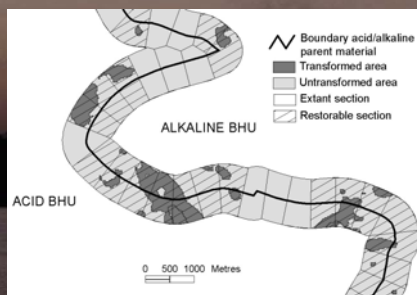 Boundary acid/alkaline
parent material
Transformed area
Untransformed area
Extant section
Restorable section
ALKALINE BHU
ACID BHU
0 500 1000 Metres